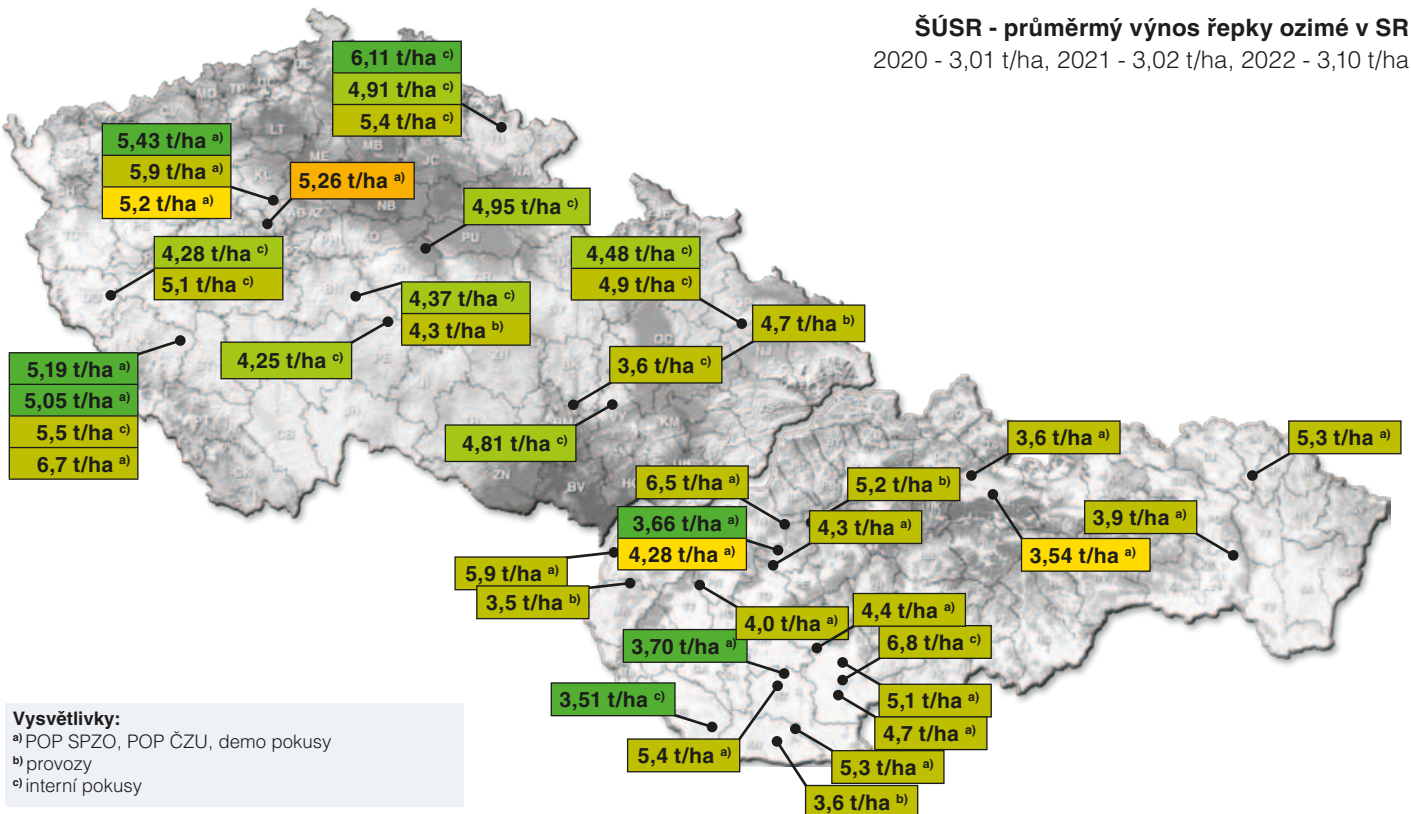 ŠÚSR - průměrmý výnos řepky ozimé v SR
2020 - 3,01 t/ha, 2021 - 3,02 t/ha, 2022 - 3,10 t/ha
6,11 t/ha c)
4,91 t/ha c)
5,4 t/ha c)
5,43 t/ha a)
5,9 t/ha a)
5,2 t/ha a)
5,26 t/ha a)
4,95 t/ha c)
4,28 t/ha c)
5,1 t/ha c)
4,48 t/ha c)
4,9 t/ha c)
4,37 t/ha c)
4,3 t/ha b)
4,7 t/ha b)
4,25 t/ha c)
3,6 t/ha c)
5,19 t/ha a)
5,05 t/ha a)
5,5 t/ha c)
6,7 t/ha a)
4,81 t/ha c)
3,6 t/ha a)
5,3 t/ha a)
6,5 t/ha a)
5,2 t/ha b)
3,66 t/ha a)
4,28 t/ha a)
4,3 t/ha a)
3,9 t/ha a)
3,54 t/ha a)
5,9 t/ha a)
3,5 t/ha b)
4,0 t/ha a)
4,4 t/ha a)
3,70 t/ha a)
6,8 t/ha c)
3,51 t/ha c)
5,1 t/ha a)
4,7 t/ha a)
5,4 t/ha a)
5,3 t/ha a)
3,6 t/ha b)
Vysvětlivky:
a) POP SPZO, POP ČZU, demo pokusy
b) provozy
c) interní pokusy